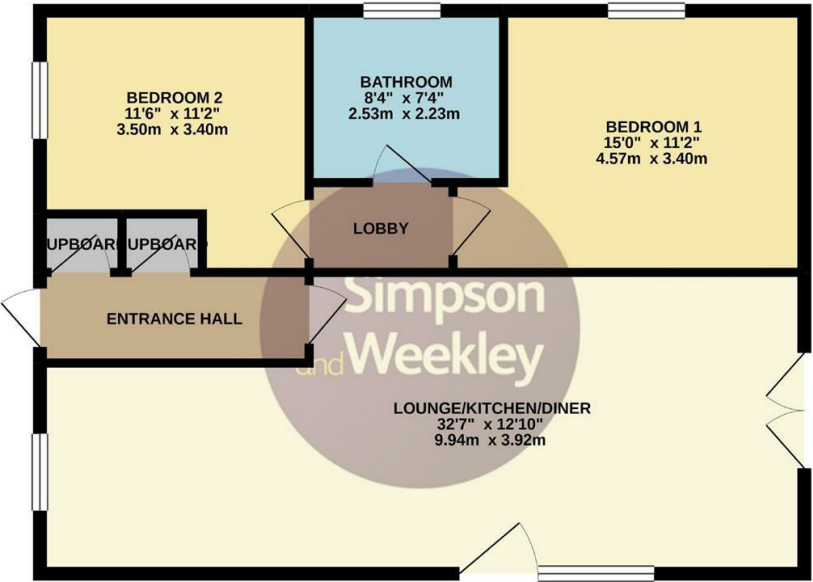 BEDROOM 2
11'6" x 11'2"
3.50m x 3.40m
BATHROOM
8'4" x 7'4"
2.53m x 2.23m
BEDROOM 1
15'0" x 11'2"
4.57m x 3.40m
UPBOAR
UPBOAR
LOBBY
ENTRANCE HALL
Simpson
and Weekley
LOUNGE/KITCHEN/DINER
32'7" x 12'10"
9.94m x 3.92m